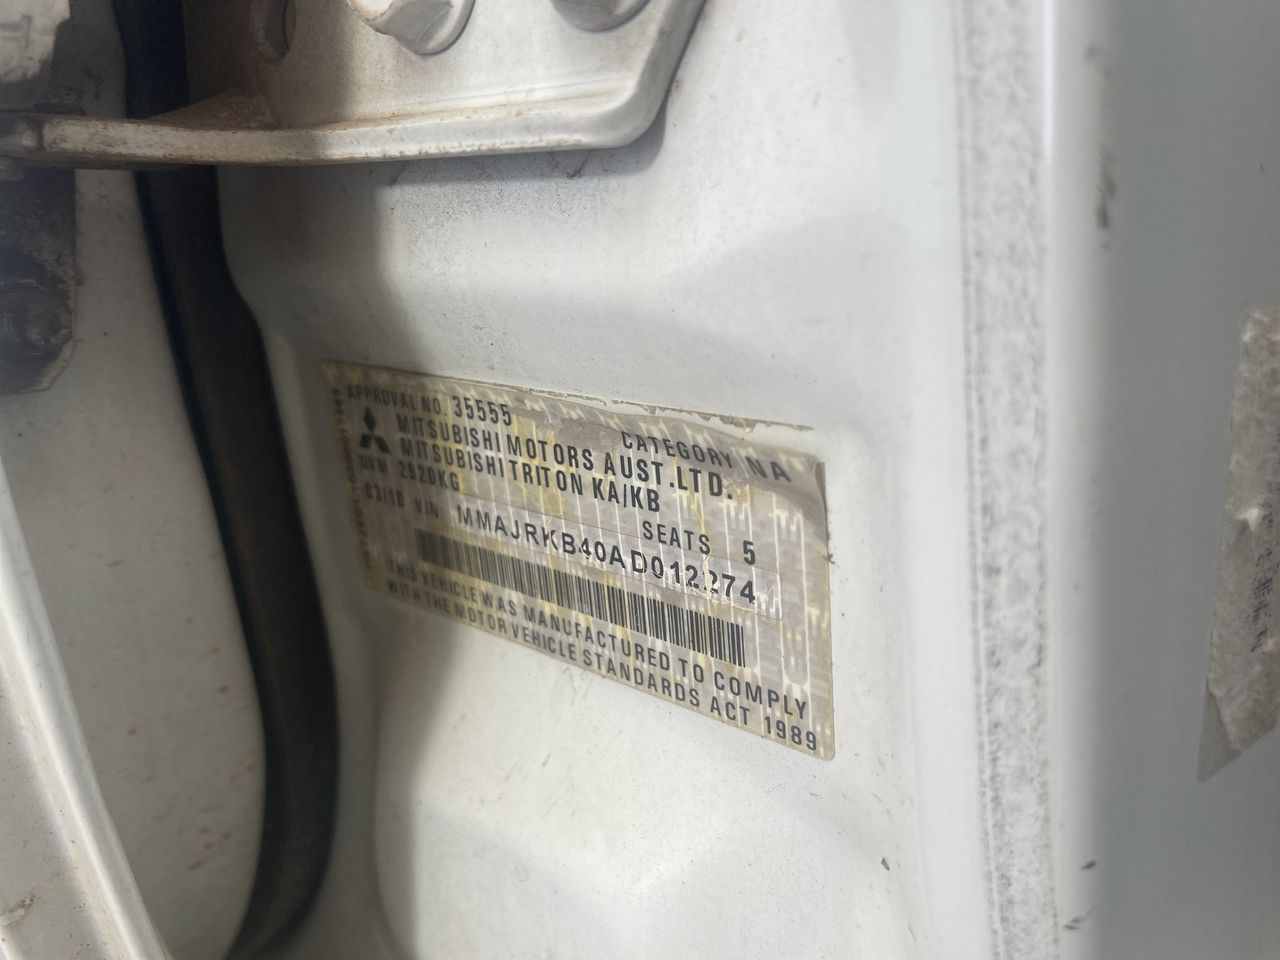 APPROVAL NO. 35555 CATEGORY NA
MITSUBISHI MOTORS AUST.LTD.
MITSUBISHI TRITON KA/KB
GVM 2920KG SEATS 5
03/10 VIN MMAJRKB40AD012274
THIS VEHICLE WAS MANUFACTURED TO COMPLY
WITH THE MOTOR VEHICLE STANDARDS ACT 1989